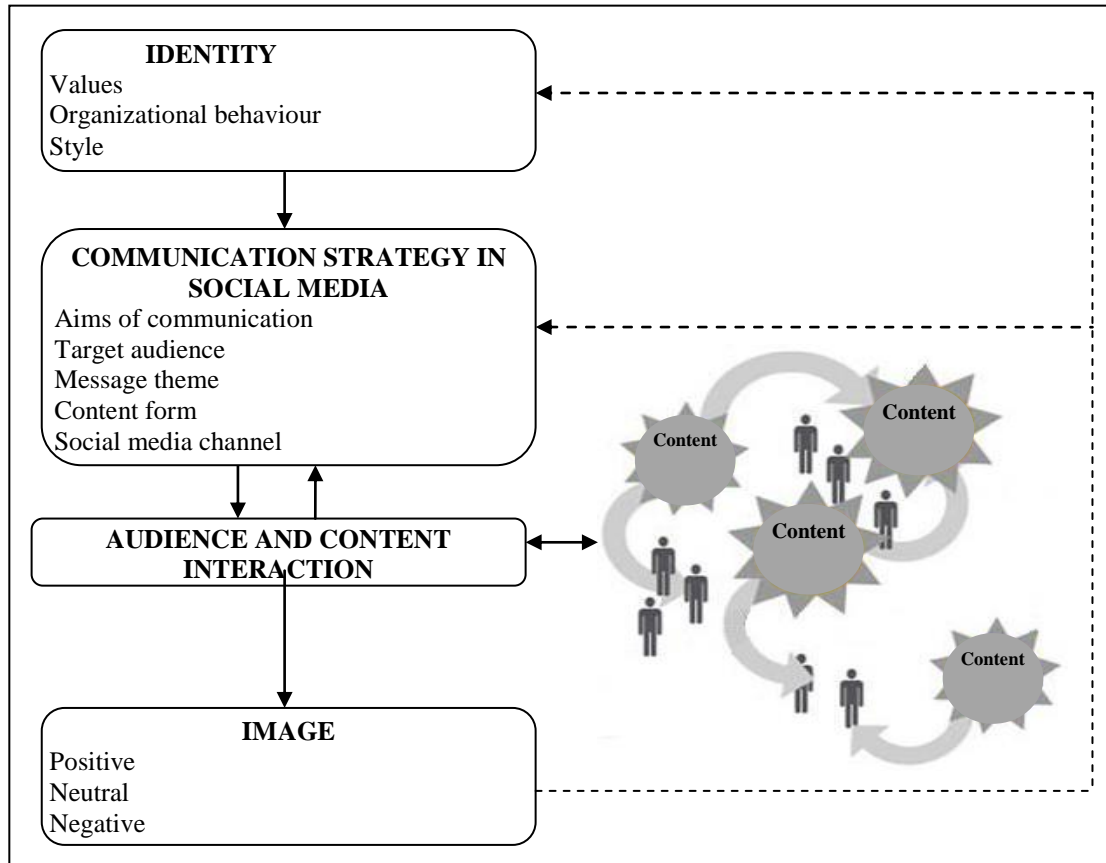 IDENTITY
Values
Organizational behaviour
Style
COMMUNICATION STRATEGY IN
SOCIAL MEDIA
Aims of communication
Target audience
Message theme
Content form
Social media channel
AUDIENCE AND CONTENT
INTERACTION
IMAGE
Positive
Neutral
Negative
Content
Content
Content
Content